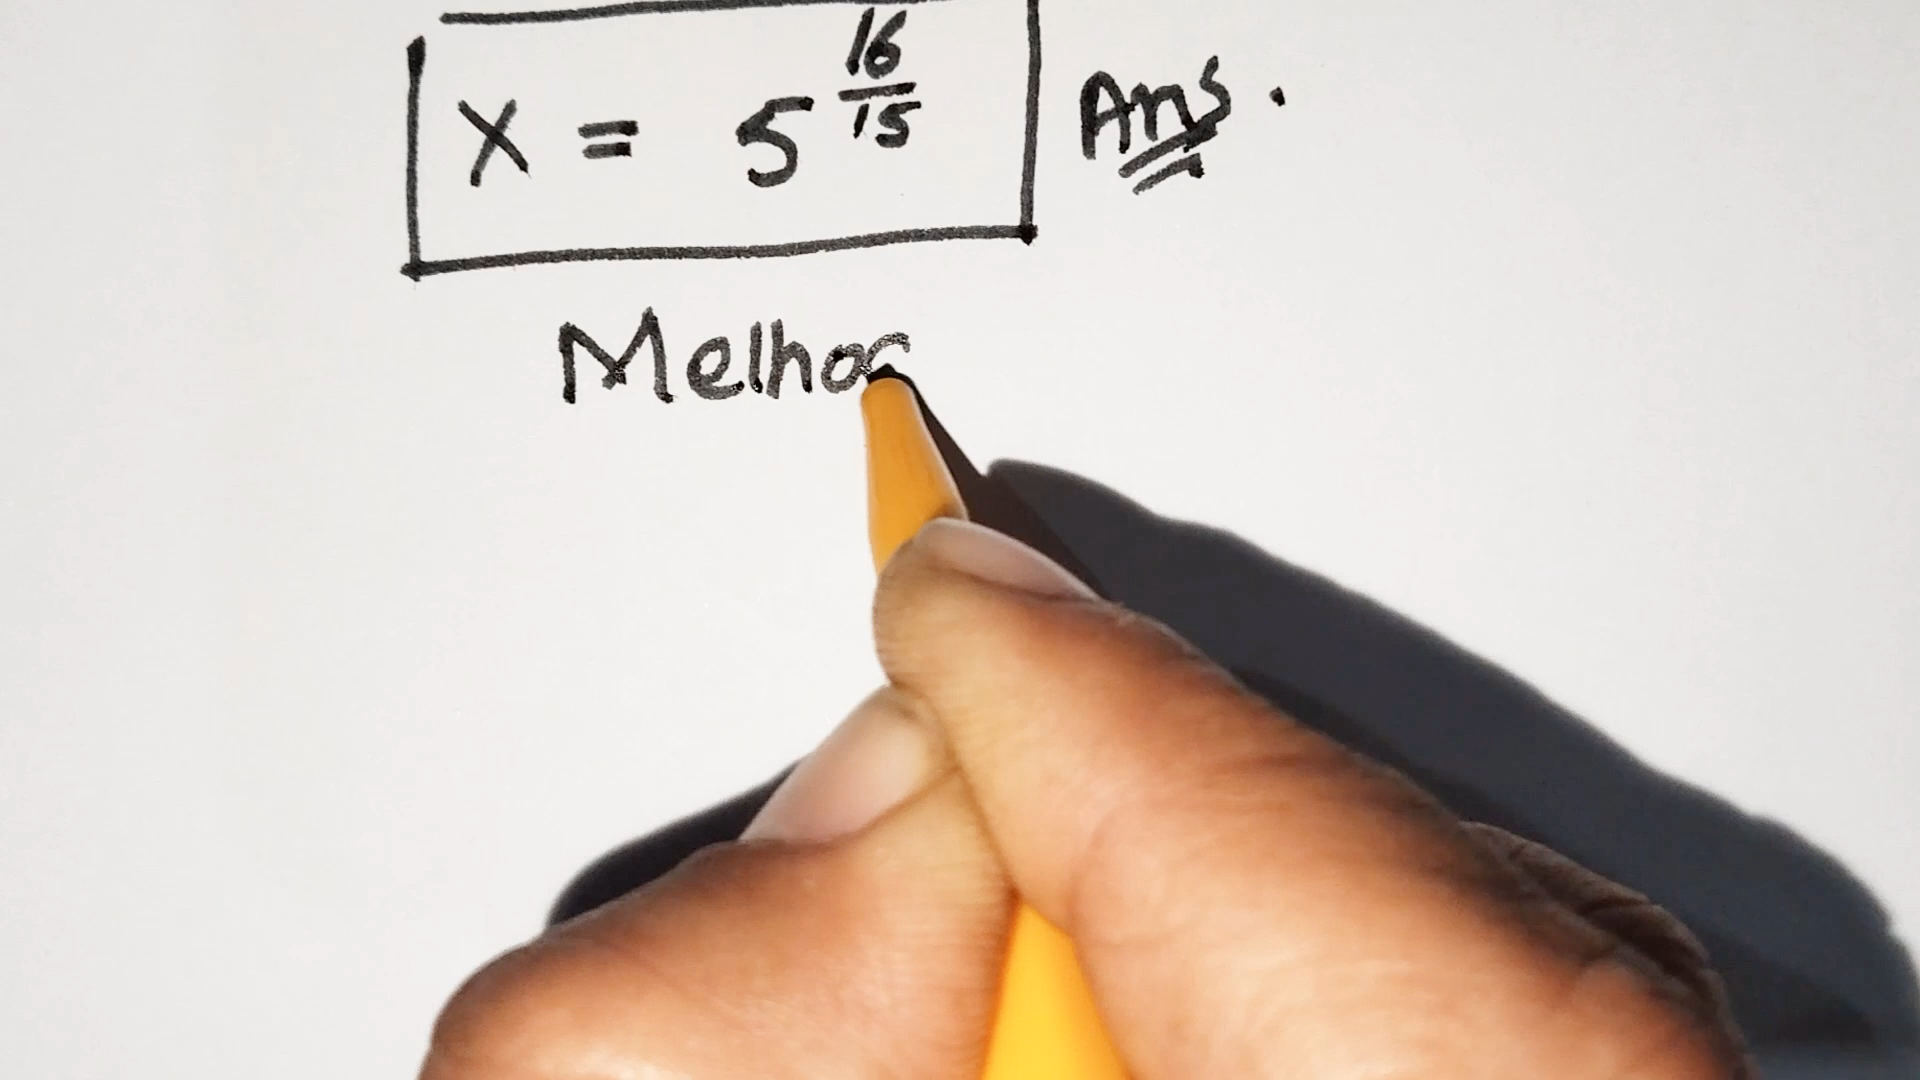 x = 5^(16/15) Ans.
Melhor